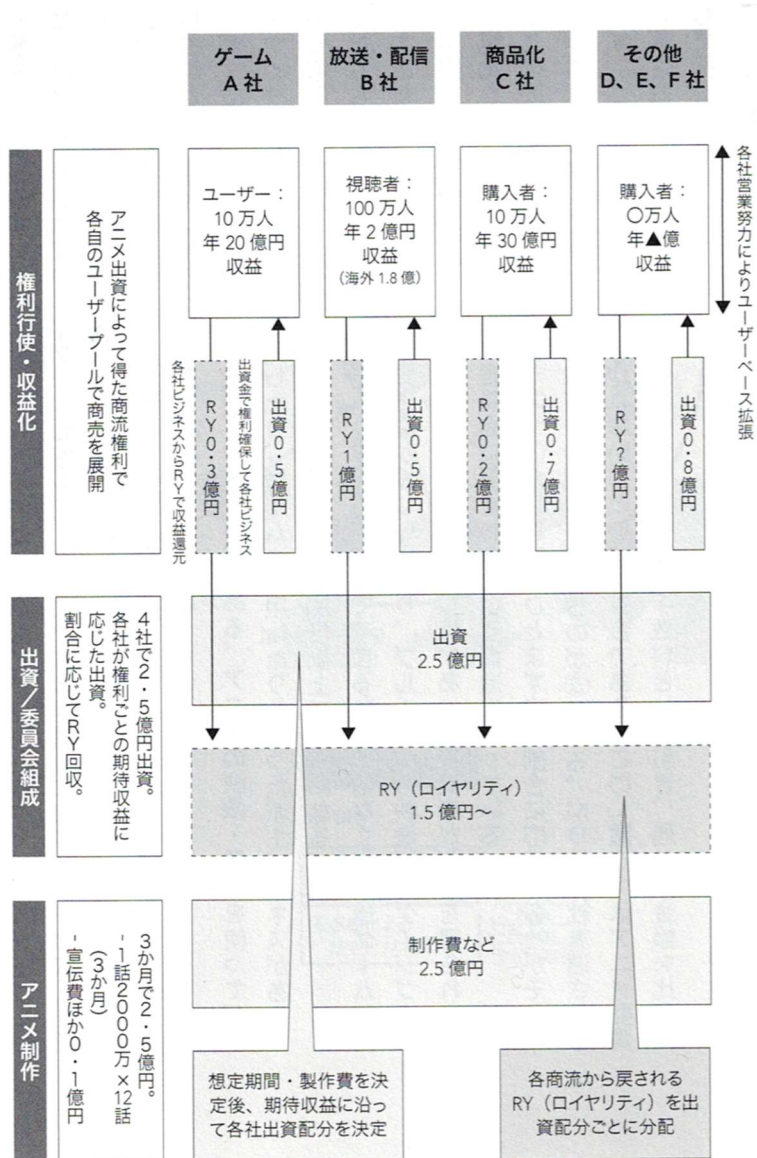 ゲーム
A 社
放送・配信
B 社
商品化
C 社
その他
D、E、F 社
権利行使・収益化
アニメ出資によって得た商流権利で
各自のユーザープールで商売を展開
ユーザー：
10 万人
年 20 億円
収益
視聴者：
100 万人
年 2 億円
収益
（海外 1.8 億）
購入者：
10 万人
年 30 億円
収益
購入者：
〇万人
年▲億
収益
各社営業努力によりユーザーベース拡張
各社ビジネスからRYで収益還元
RY0・3億円
出資金で権利確保して各社ビジネス
出資0・5億円
RY1億円
出資0・5億円
RY0・2億円
出資0・7億円
RY?億円
出資0・8億円
出資／委員会組成
4社で2・5億円出資。
各社が権利ごとの期待収益に
応じた出資。
割合に応じてRY回収。
出資
2.5 億円
RY（ロイヤリティ）
1.5 億円～
アニメ制作
3か月で2・5億円。
- 1話2000万×12話
（3か月）
- 宣伝費ほか0・1億円
制作費など
2.5 億円
想定期間・製作費を決
定後、期待収益に沿っ
て各社出資配分を決定
各商流から戻される
RY（ロイヤリティ）を出
資配分ごとに分配